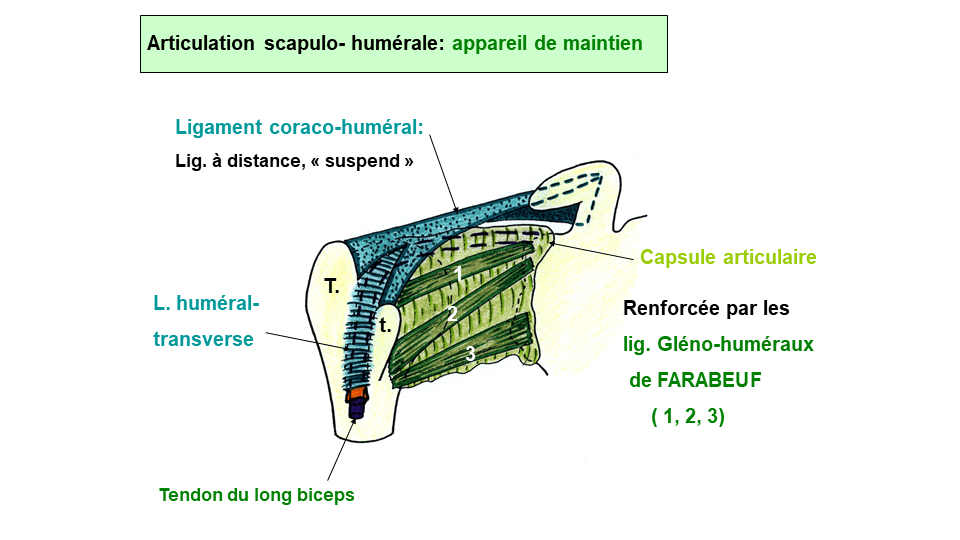 Articulation scapulo- humérale: appareil de maintien
Ligament coraco-huméral:
Lig. à distance, « suspend »
Capsule articulaire
T.
1
L. huméral-
transverse
t.
2
3
Renforcée par les
lig. Gléno-huméraux
de FARABEUF
( 1, 2, 3)
Tendon du long biceps